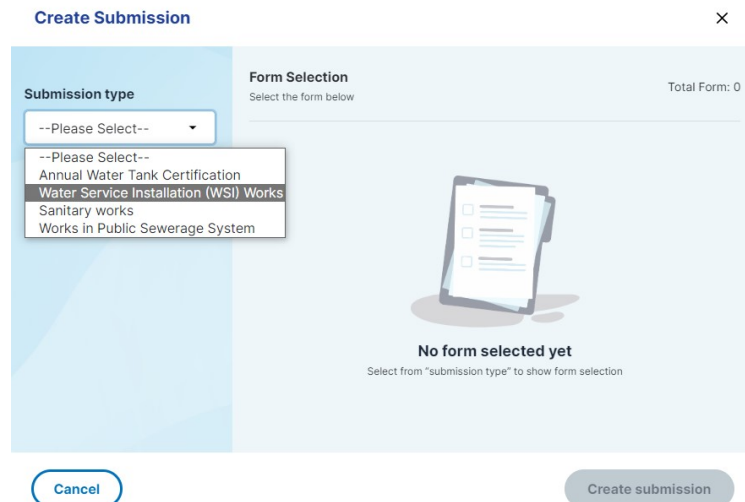 Create Submission
Submission type
--Please Select--
--Please Select--
Annual Water Tank Certification
Water Service Installation (WSI) Works
Sanitary works
Works in Public Sewerage System
Form Selection
Select the form below
Total Form: 0
No form selected yet
Select from "submission type" to show form selection
Cancel
Create submission